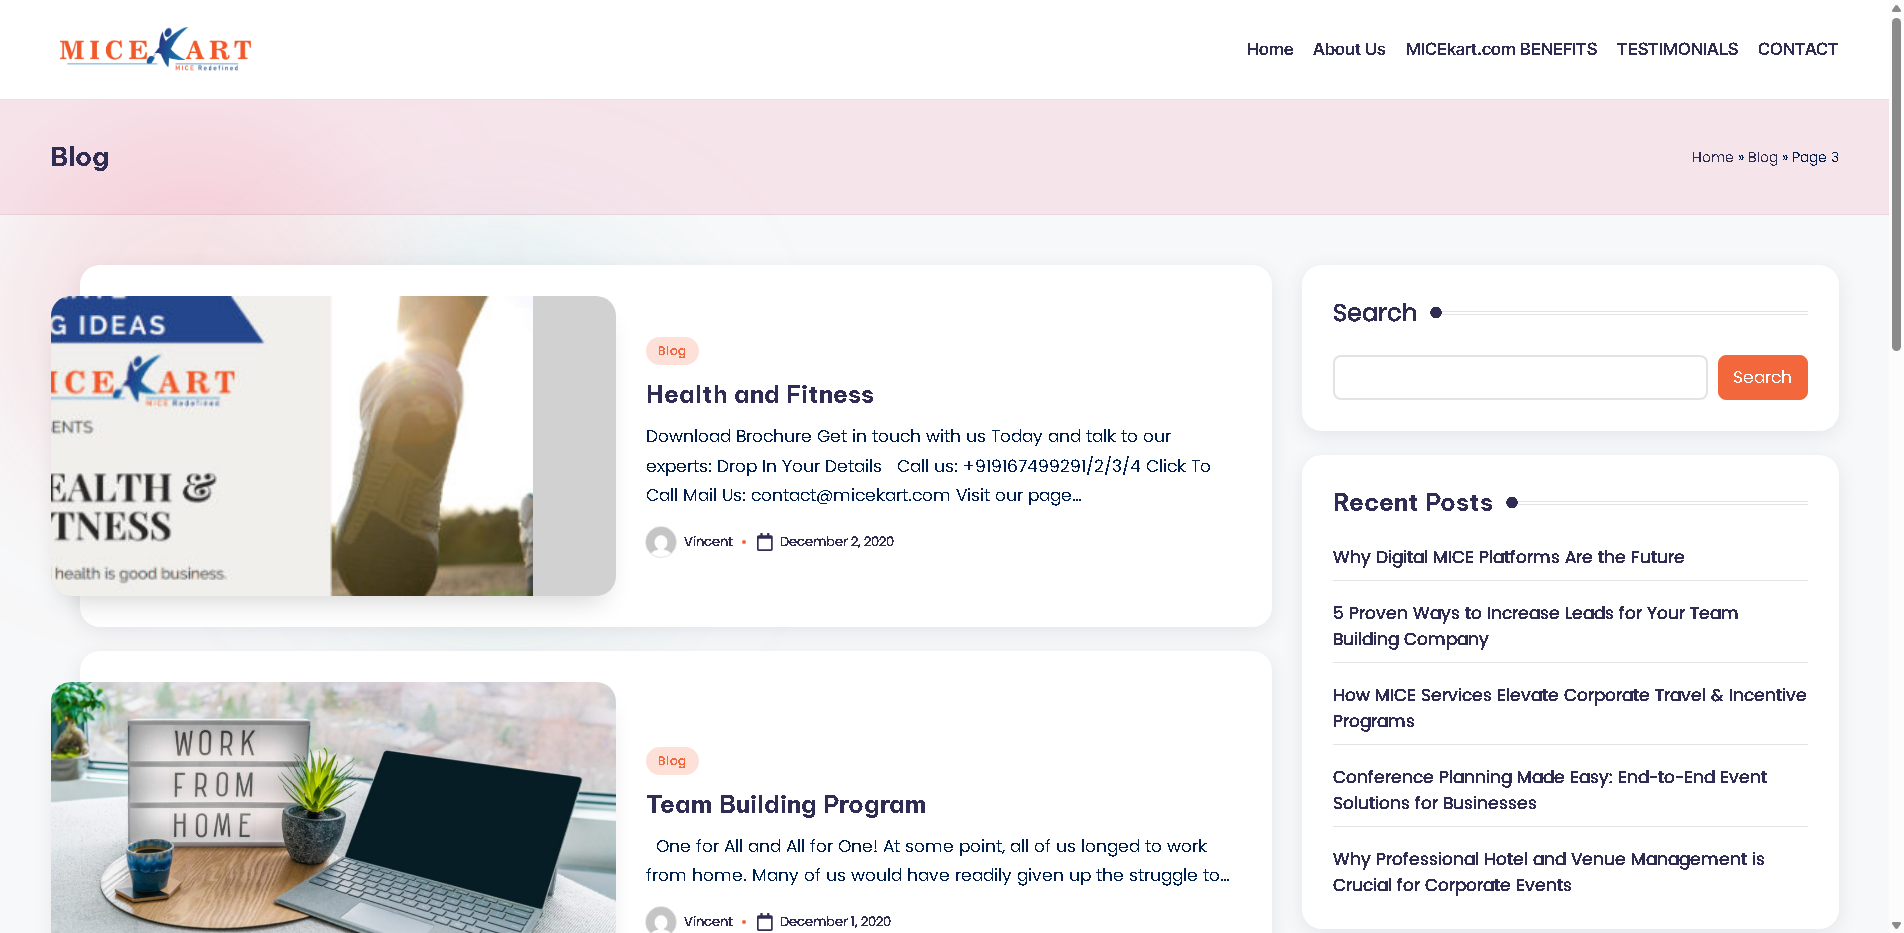 MICEKART
MICE Redefined
Home About Us MICEkart.com BENEFITS TESTIMONIALS CONTACT
Blog
Home » Blog » Page 3
G IDEAS
ICEKART
MICE Redefined
ENTS
EALTH &
TNESS
health is good business.
Blog
Health and Fitness
Download Brochure Get in touch with us Today and talk to our
experts: Drop In Your Details Call us: +919167499291/2/3/4 Click To
Call Mail Us: contact@micekart.com Visit our page...
Vincent • December 2, 2020
WORK
FROM
HOME
Blog
Team Building Program
One for All and All for One! At some point, all of us longed to work
from home. Many of us would have readily given up the struggle to...
Vincent • December 1, 2020
Search
Search
Recent Posts
Why Digital MICE Platforms Are the Future
5 Proven Ways to Increase Leads for Your Team
Building Company
How MICE Services Elevate Corporate Travel & Incentive
Programs
Conference Planning Made Easy: End-to-End Event
Solutions for Businesses
Why Professional Hotel and Venue Management is
Crucial for Corporate Events